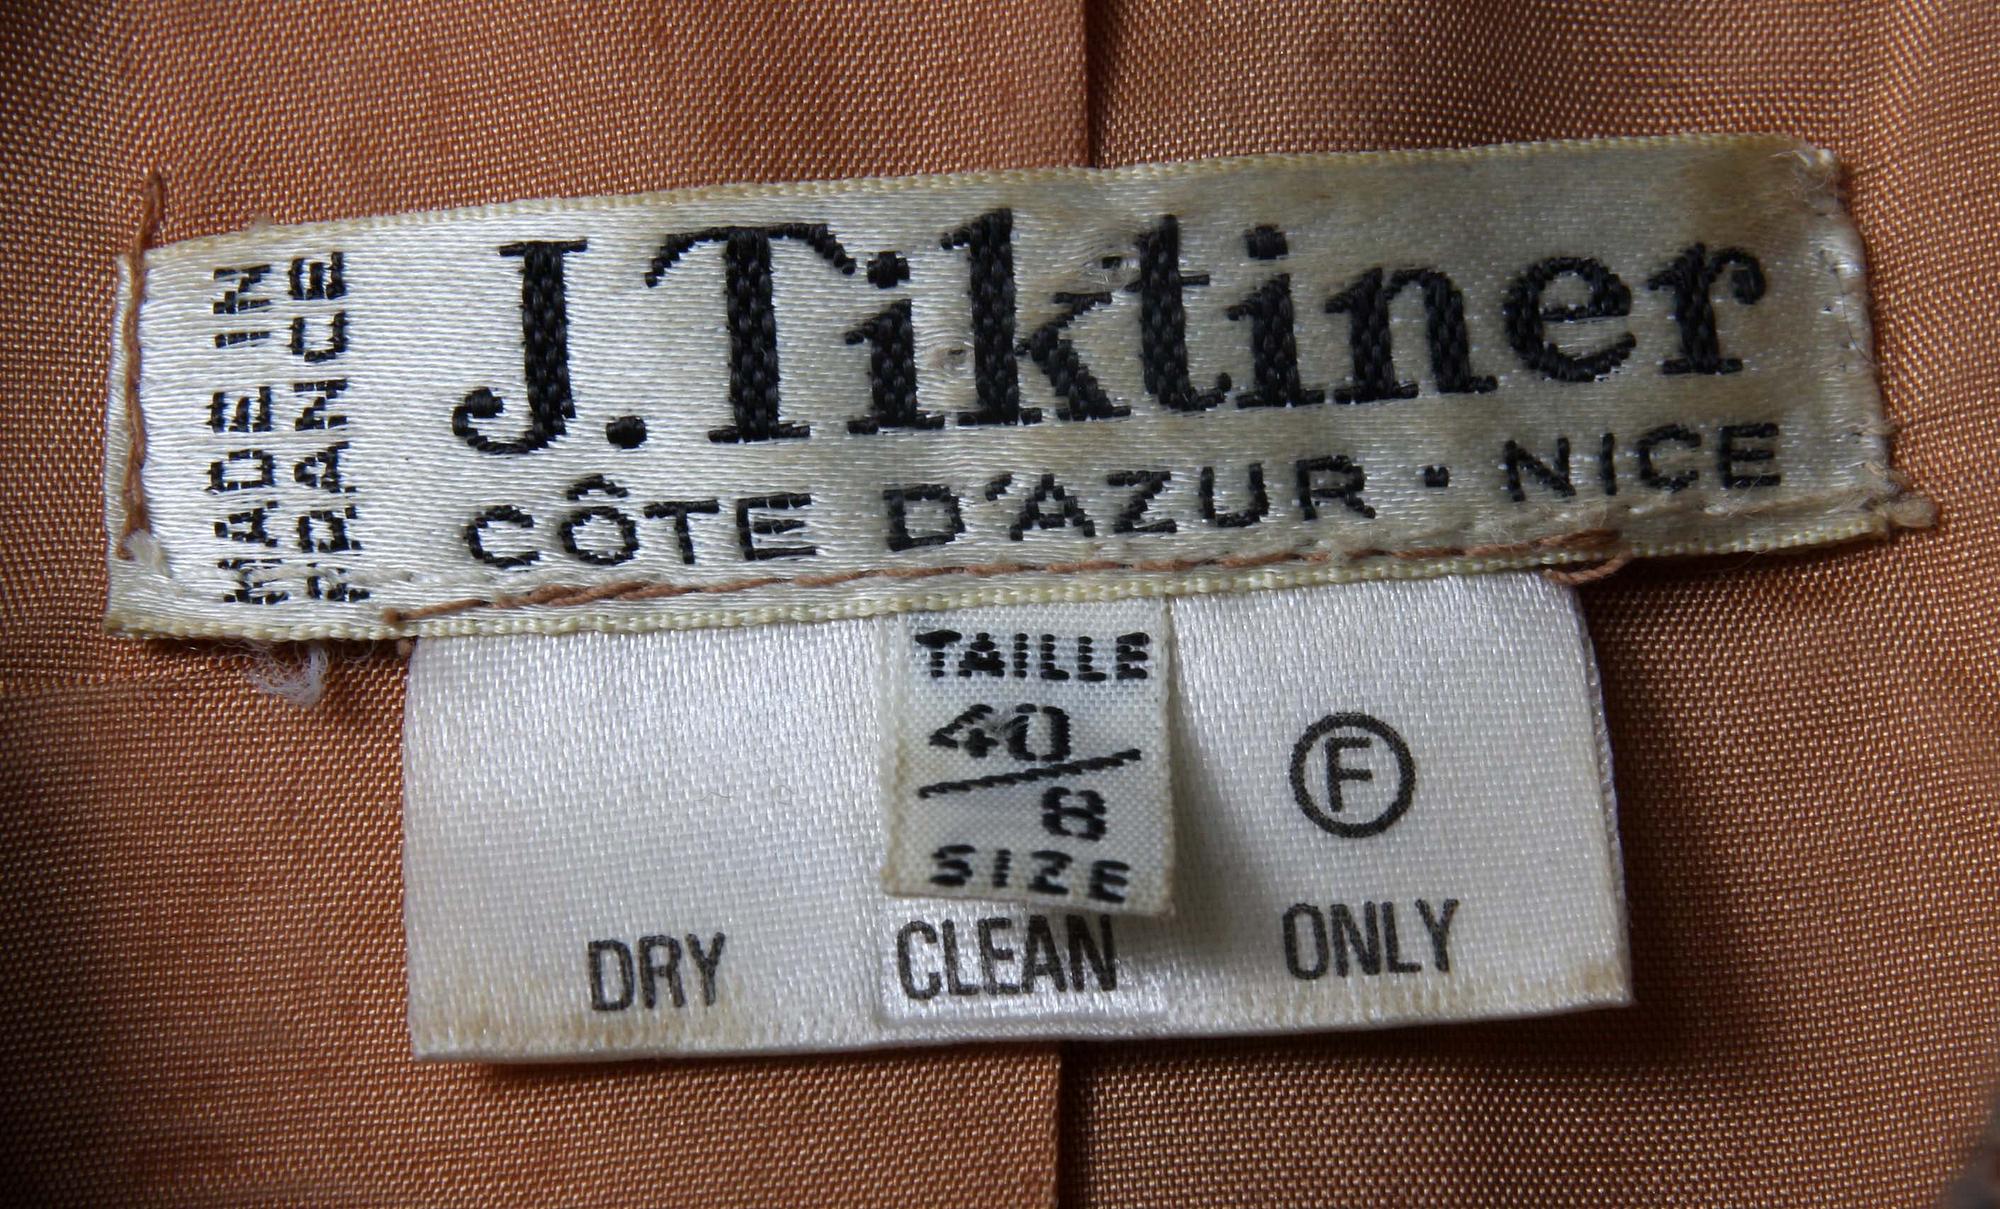 MADE IN
FRANCE
J. Tiktiner
CÔTE D'AZUR · NICE
TAILLE
40/8
SIZE
F
DRY CLEAN ONLY